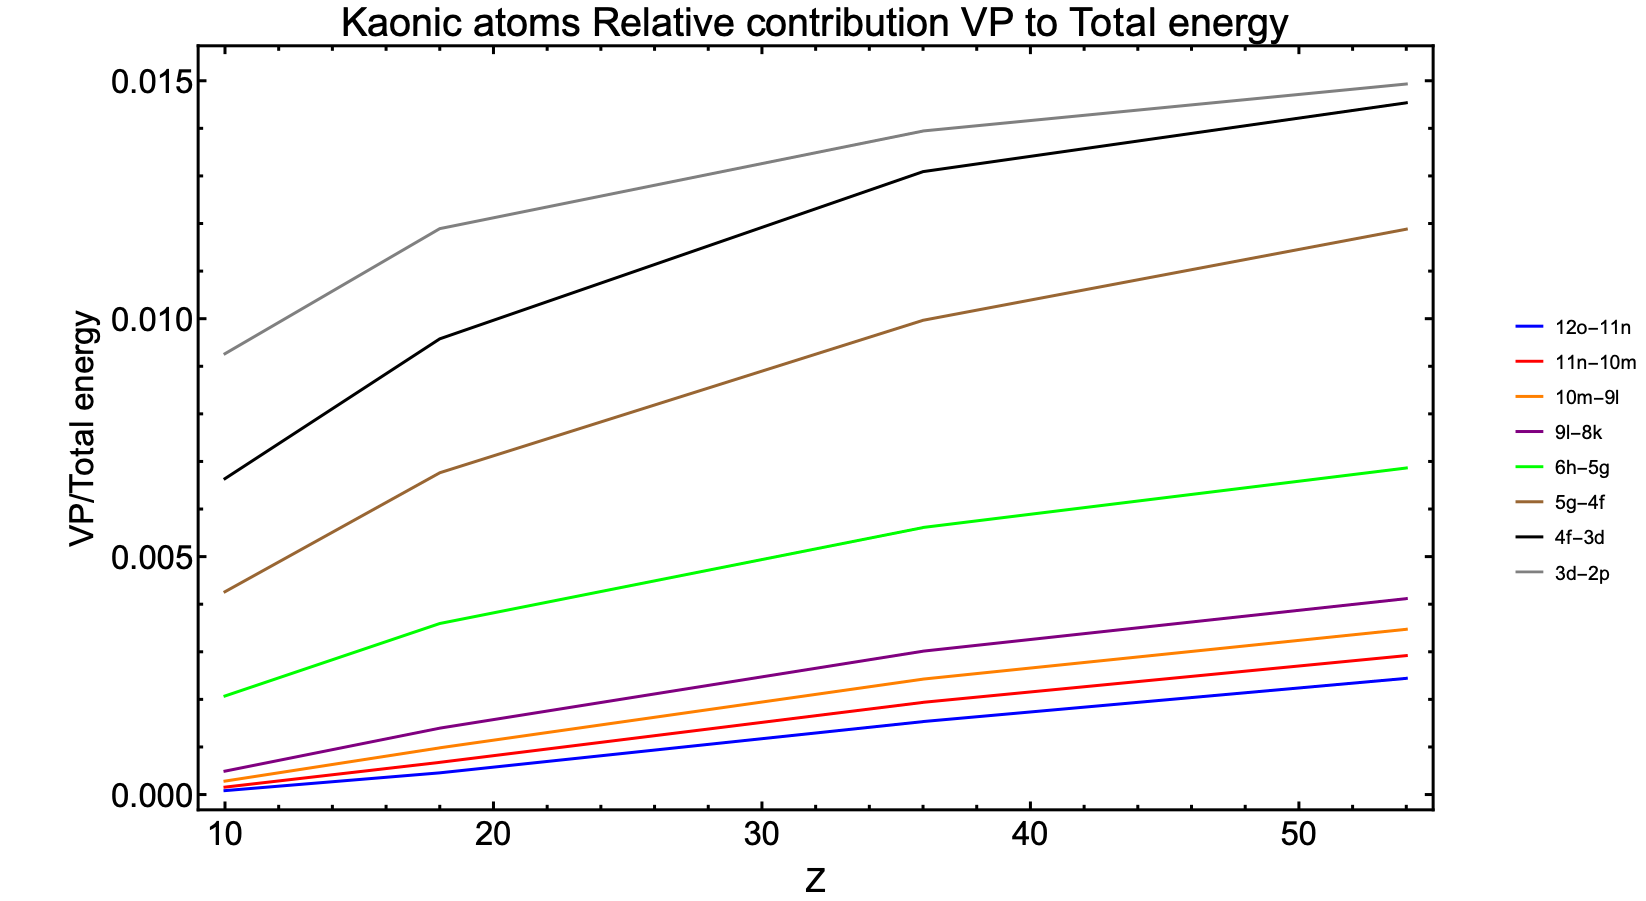 Kaonic atoms Relative contribution VP to Total energy
VP/Total energy
0.015
0.010
0.005
0.000
10 20 30 40 50
Z
12o−11n
11n−10m
10m−9l
9l−8k
6h−5g
5g−4f
4f−3d
3d−2p